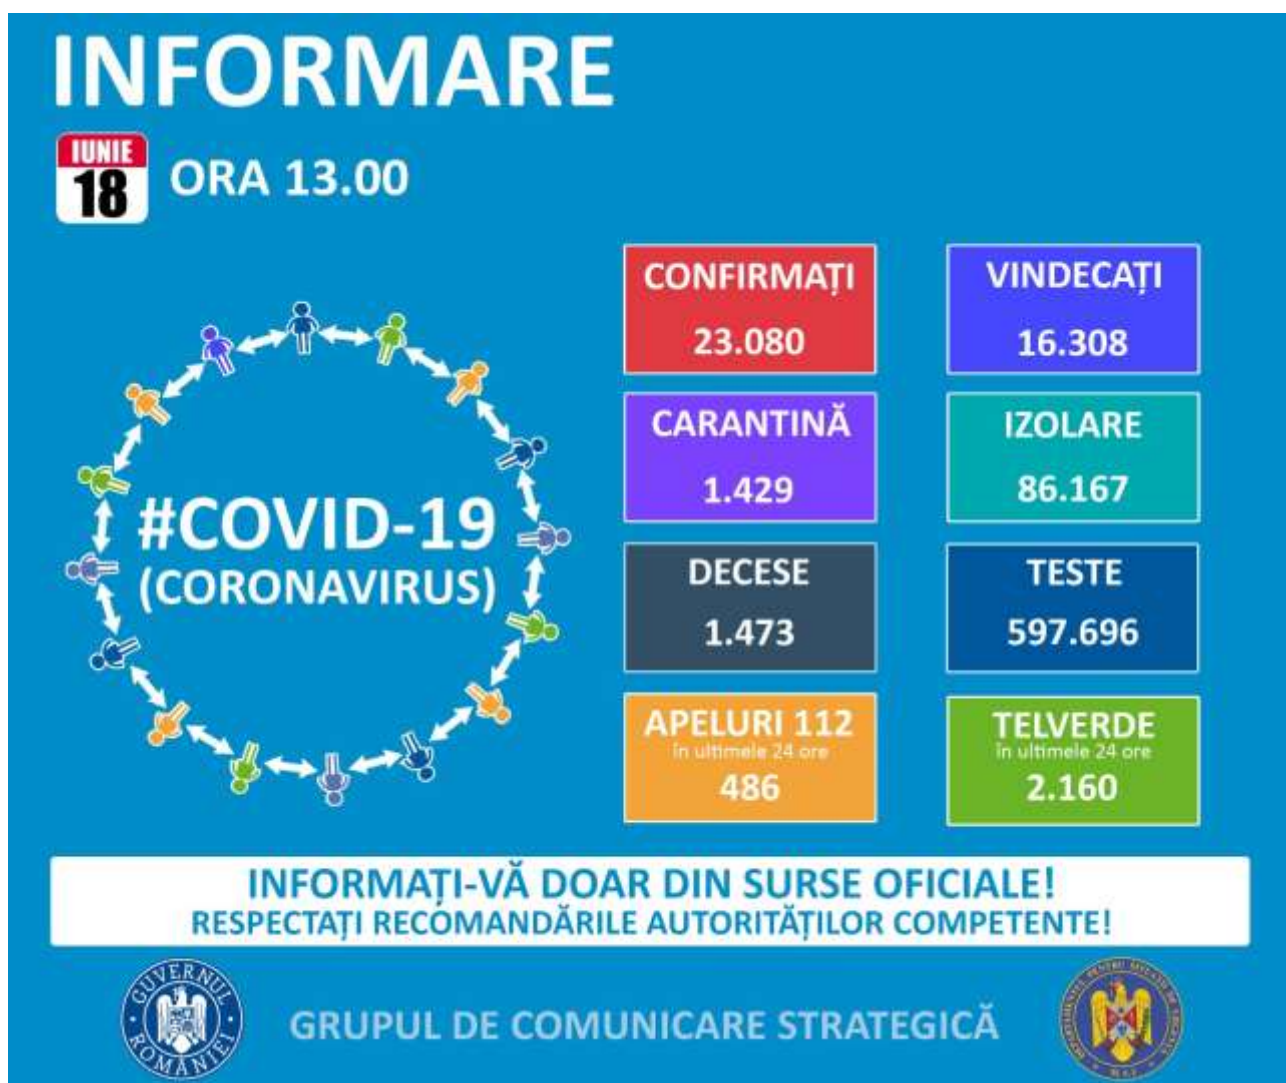 INFORMARE
IUNIE
18
ORA 13.00
#COVID-19
(CORONAVIRUS)
CONFIRMAȚI
23.080
VINDECAȚI
16.308
CARANTINĂ
1.429
IZOLARE
86.167
DECESE
1.473
TESTE
597.696
APELURI 112
în ultimele 24 ore
486
TELVERDE
în ultimele 24 ore
2.160
INFORMAȚI-VĂ DOAR DIN SURSE OFICIALE!
RESPECTAȚI RECOMANDĂRILE AUTORITĂȚILOR COMPETENTE!
GUVERNUL
ROMÂNIEI
GRUPUL DE COMUNICARE STRATEGICĂ